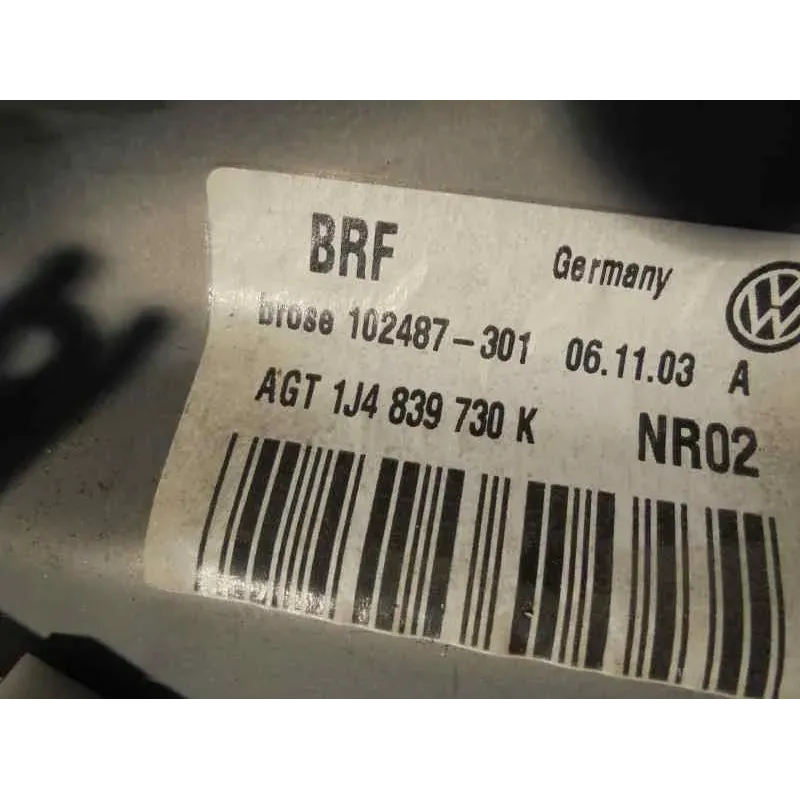 BRF Germany
brose 102487-301 06.11.03 A
AGT 1J4 839 730 K NR02